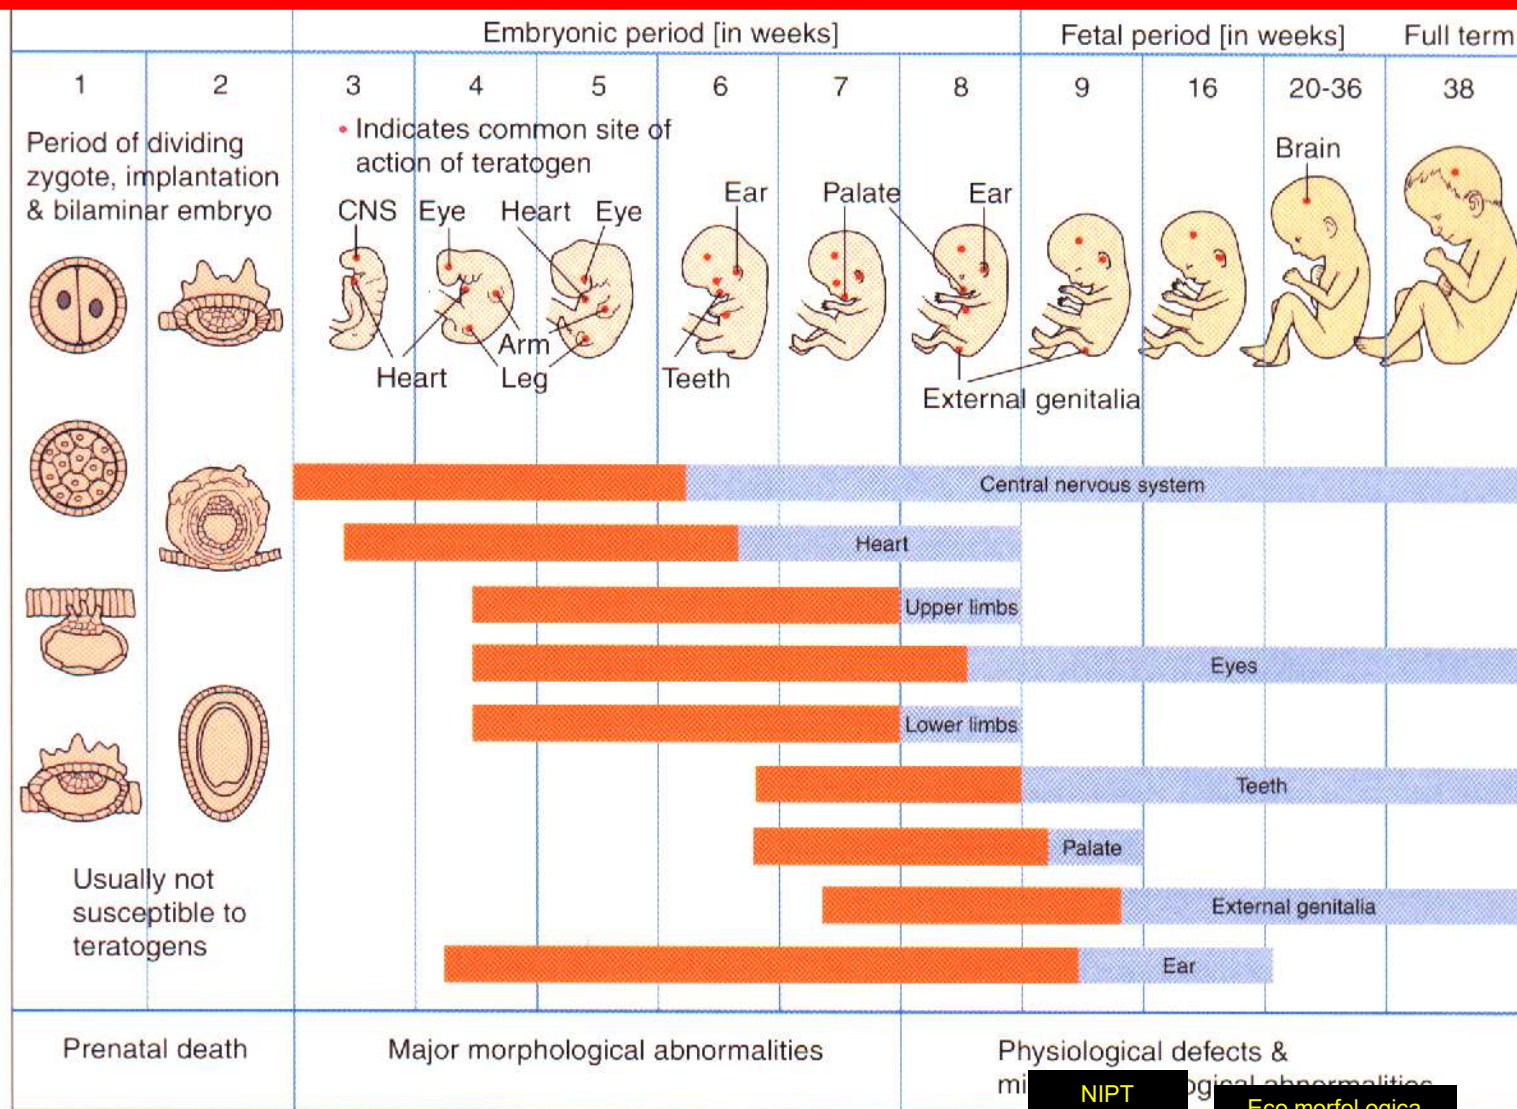 Embryonic period [in weeks]
Fetal period [in weeks]
Full term
1
2
3
4
5
6
7
8
9
16
20-36
38
Period of dividing
zygote, implantation
& bilaminar embryo
• Indicates common site of
action of teratogen
CNS
Eye
Heart
Eye
Ear
Palate
Ear
Brain
Heart
Leg
Arm
Teeth
External genitalia
Central nervous system
Heart
Upper limbs
Eyes
Lower limbs
Teeth
Palate
External genitalia
Ear
Usually not
susceptible to
teratogens
Prenatal death
Major morphological abnormalities
Physiological defects &
abnormalities
NIPT
Eco morfoLogica